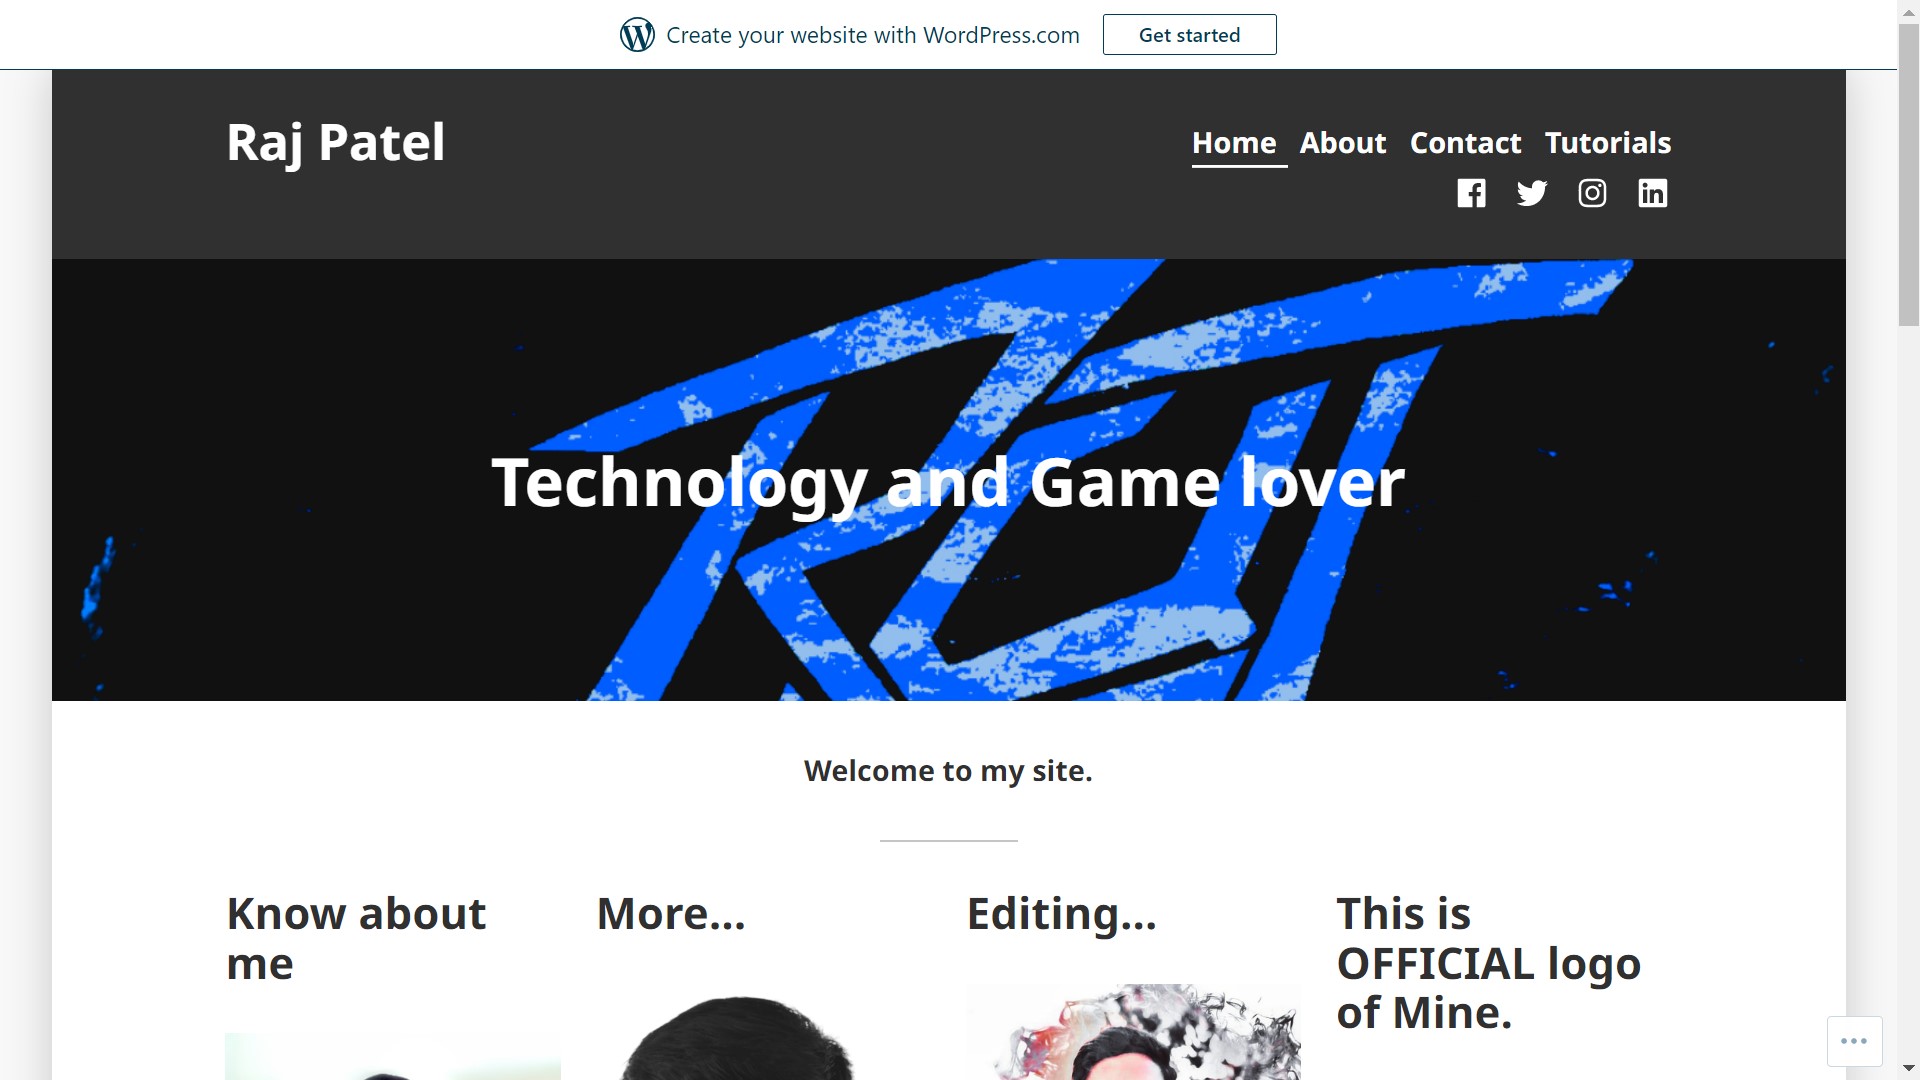 Create your website with WordPress.com
Get started
Raj Patel
Home About Contact Tutorials
Technology and Game lover
Welcome to my site.
Know about
me
More…
Editing…
This is
OFFICIAL logo
of Mine.